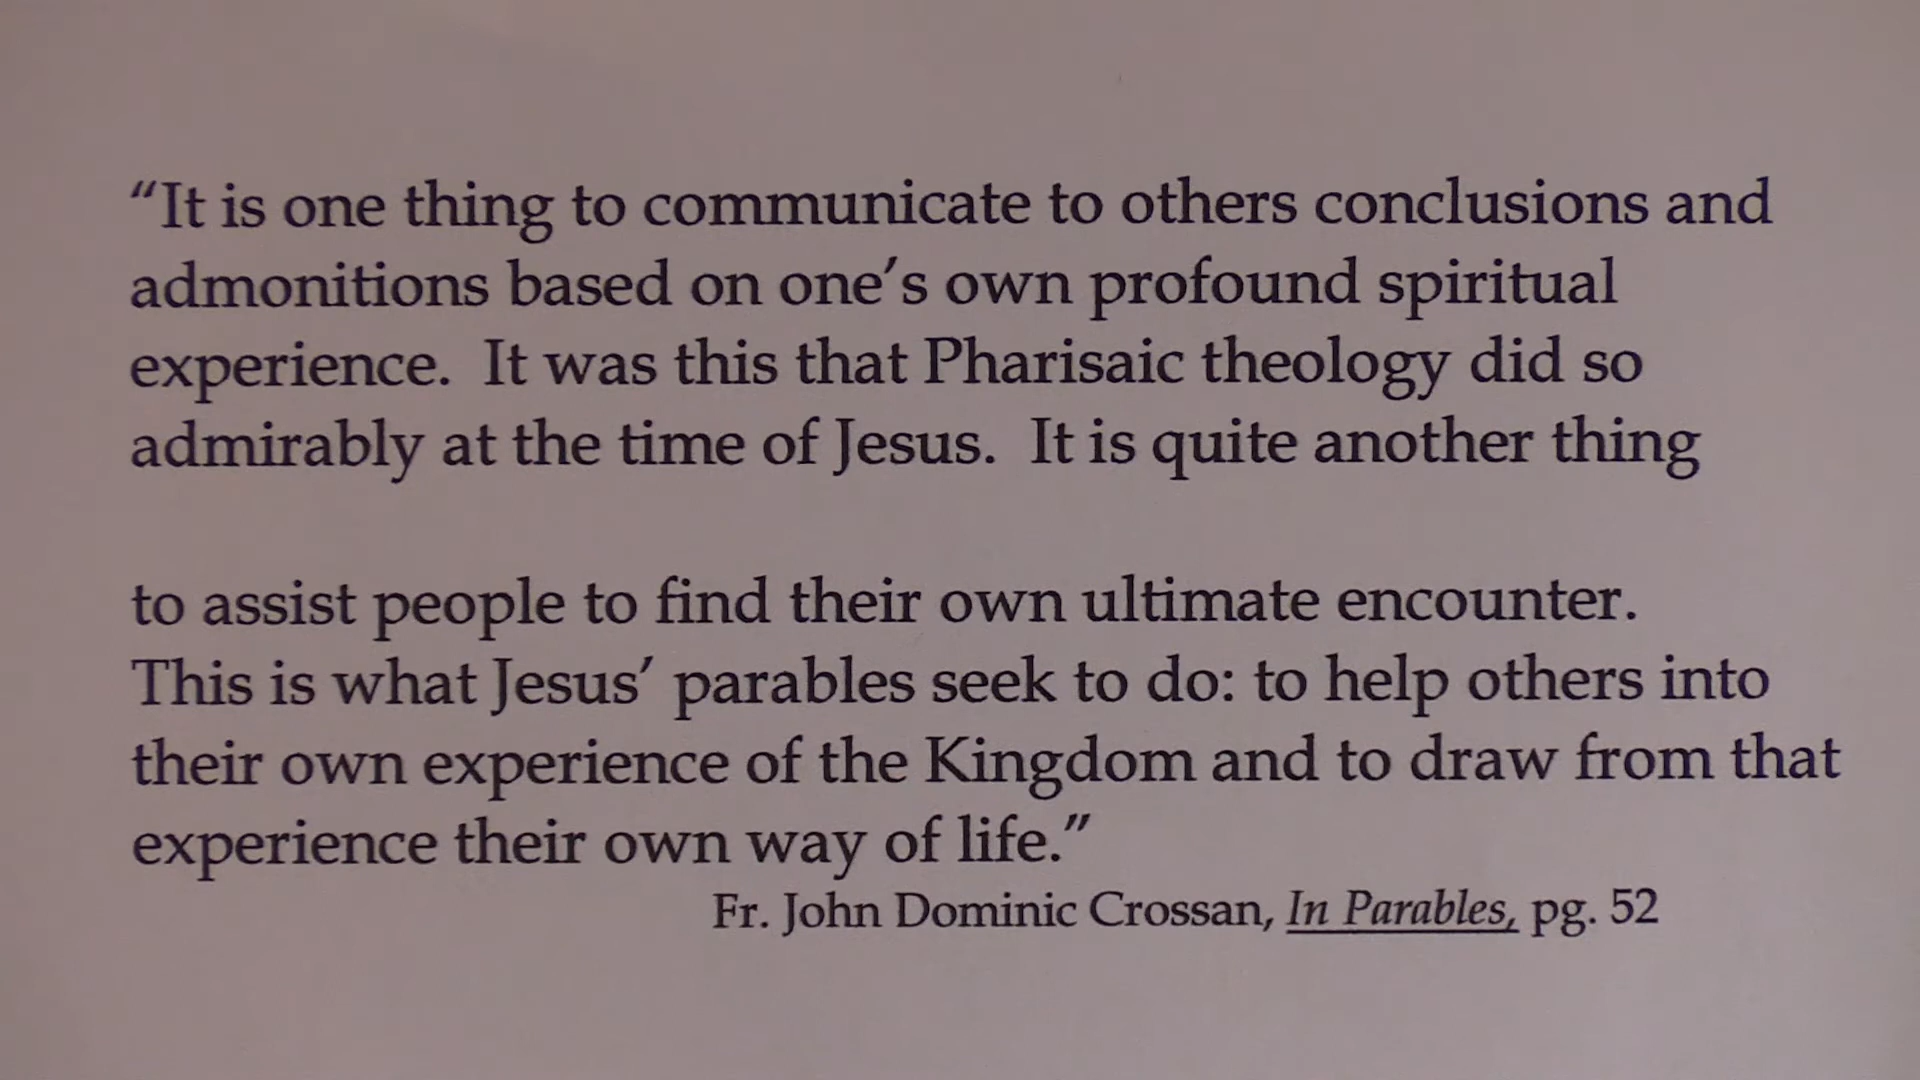 “It is one thing to communicate to others conclusions and
admonitions based on one’s own profound spiritual
experience.  It was this that Pharisaic theology did so
admirably at the time of Jesus.  It is quite another thing
to assist people to find their own ultimate encounter.
This is what Jesus’ parables seek to do: to help others into
their own experience of the Kingdom and to draw from that
experience their own way of life.”
Fr. John Dominic Crossan, In Parables, pg. 52